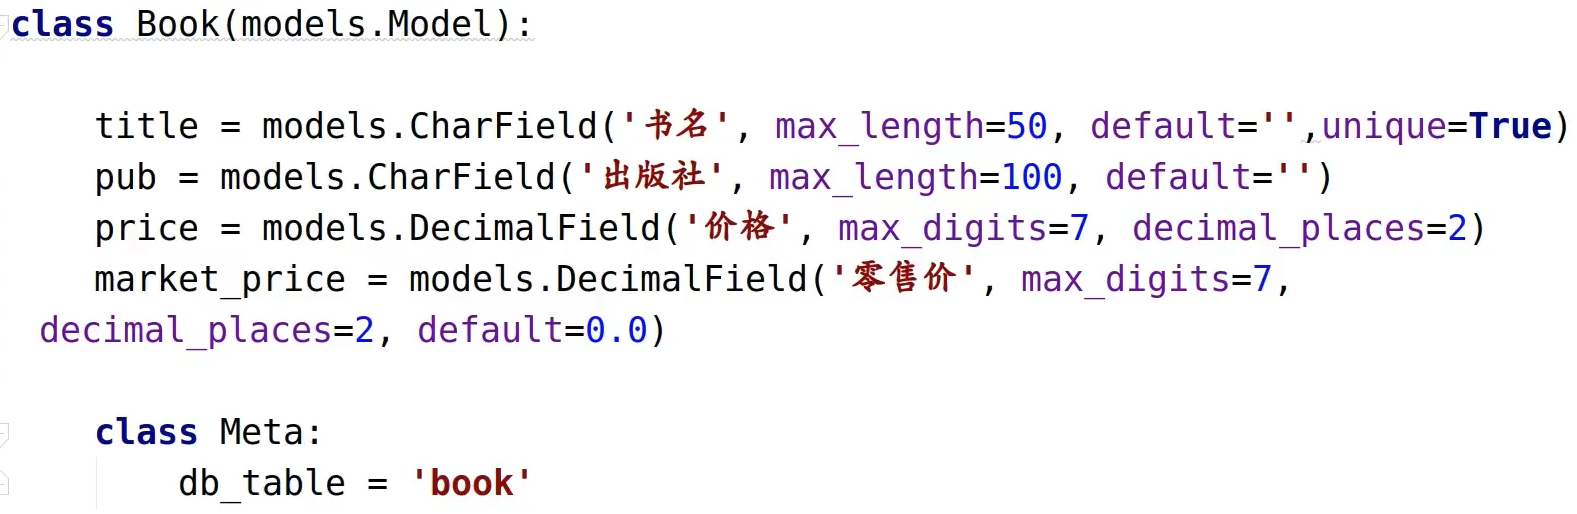 class Book(models.Model):
title = models.CharField('书名', max_length=50, default='',unique=True)
pub = models.CharField('出版社', max_length=100, default='')
price = models.DecimalField('价格', max_digits=7, decimal_places=2)
market_price = models.DecimalField('零售价', max_digits=7,
decimal_places=2, default=0.0)
class Meta:
db_table = 'book'